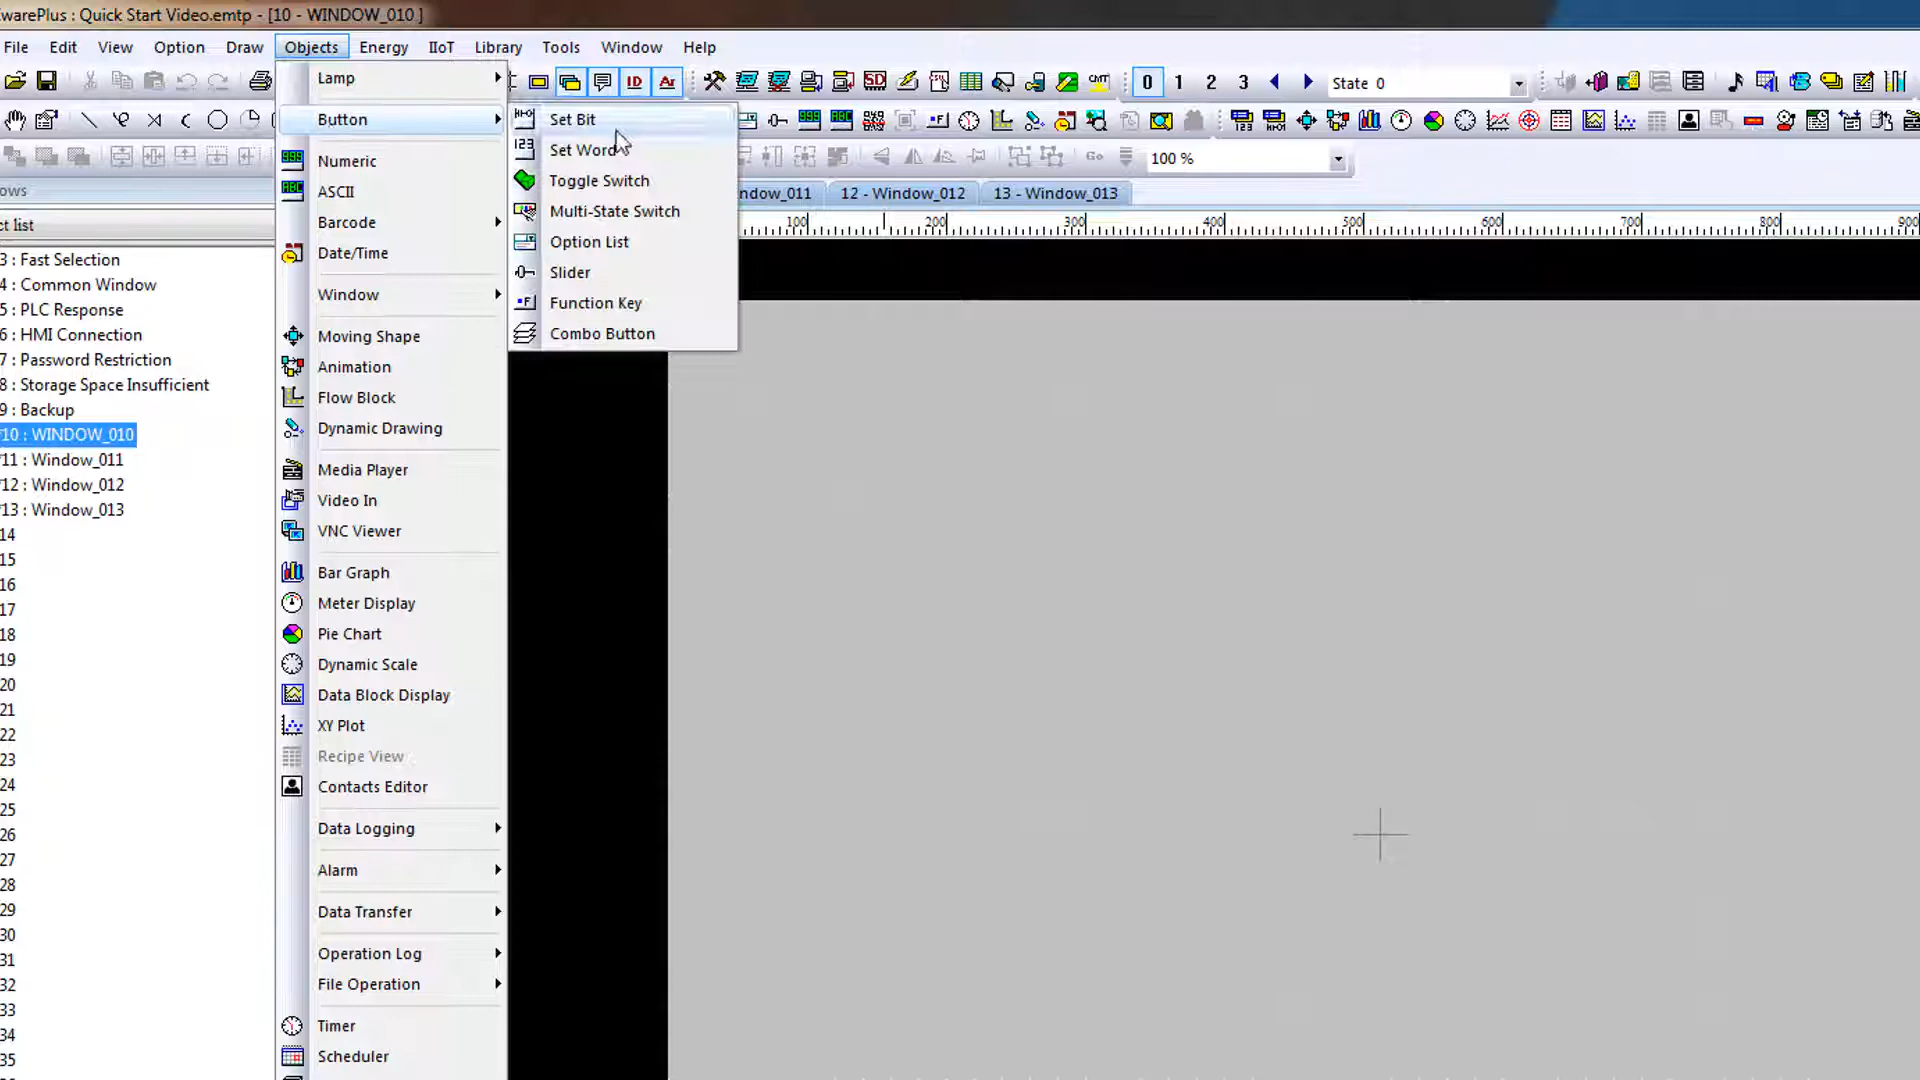 warePlus : Quick Start Video.emtp - [10 - WINDOW_010 ]
File Edit View Option Draw Objects Energy IIoT Library Tools Window Help
0 1 2 3 State 0
100 %
ows
ndow_011 12 - Window_012 13 - Window_013
ct list
100 200 300 400 500 600 700 800 900
3 : Fast Selection
4 : Common Window
5 : PLC Response
6 : HMI Connection
7 : Password Restriction
8 : Storage Space Insufficient
9 : Backup
*10 : WINDOW_010
*11 : Window_011
*12 : Window_012
*13 : Window_013
14
15
16
17
18
19
20
21
22
23
24
25
26
27
28
29
30
31
32
33
34
35
Lamp
Button
Numeric
ASCII
Barcode
Date/Time
Window
Moving Shape
Animation
Flow Block
Dynamic Drawing
Media Player
Video In
VNC Viewer
Bar Graph
Meter Display
Pie Chart
Dynamic Scale
Data Block Display
XY Plot
Recipe View
Contacts Editor
Data Logging
Alarm
Data Transfer
Operation Log
File Operation
Timer
Scheduler
Set Bit
Set Word
Toggle Switch
Multi-State Switch
Option List
Slider
Function Key
Combo Button